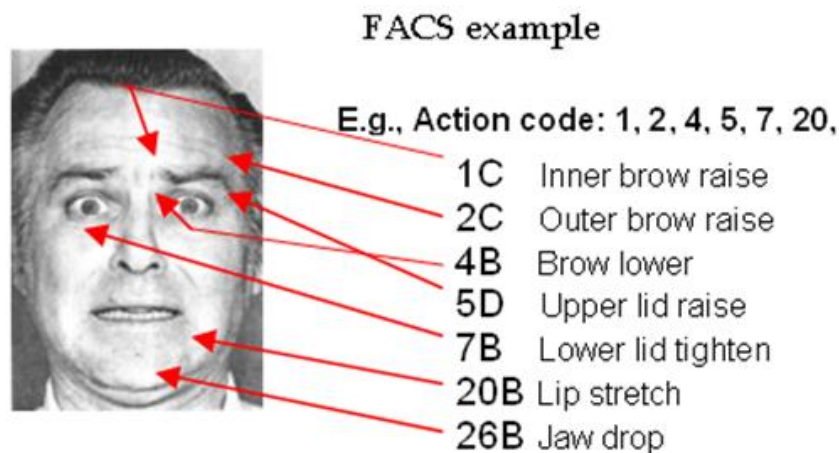 FACS example
E.g., Action code: 1, 2, 4, 5, 7, 20,
1C Inner brow raise
2C Outer brow raise
4B Brow lower
5D Upper lid raise
7B Lower lid tighten
20B Lip stretch
26B Jaw drop